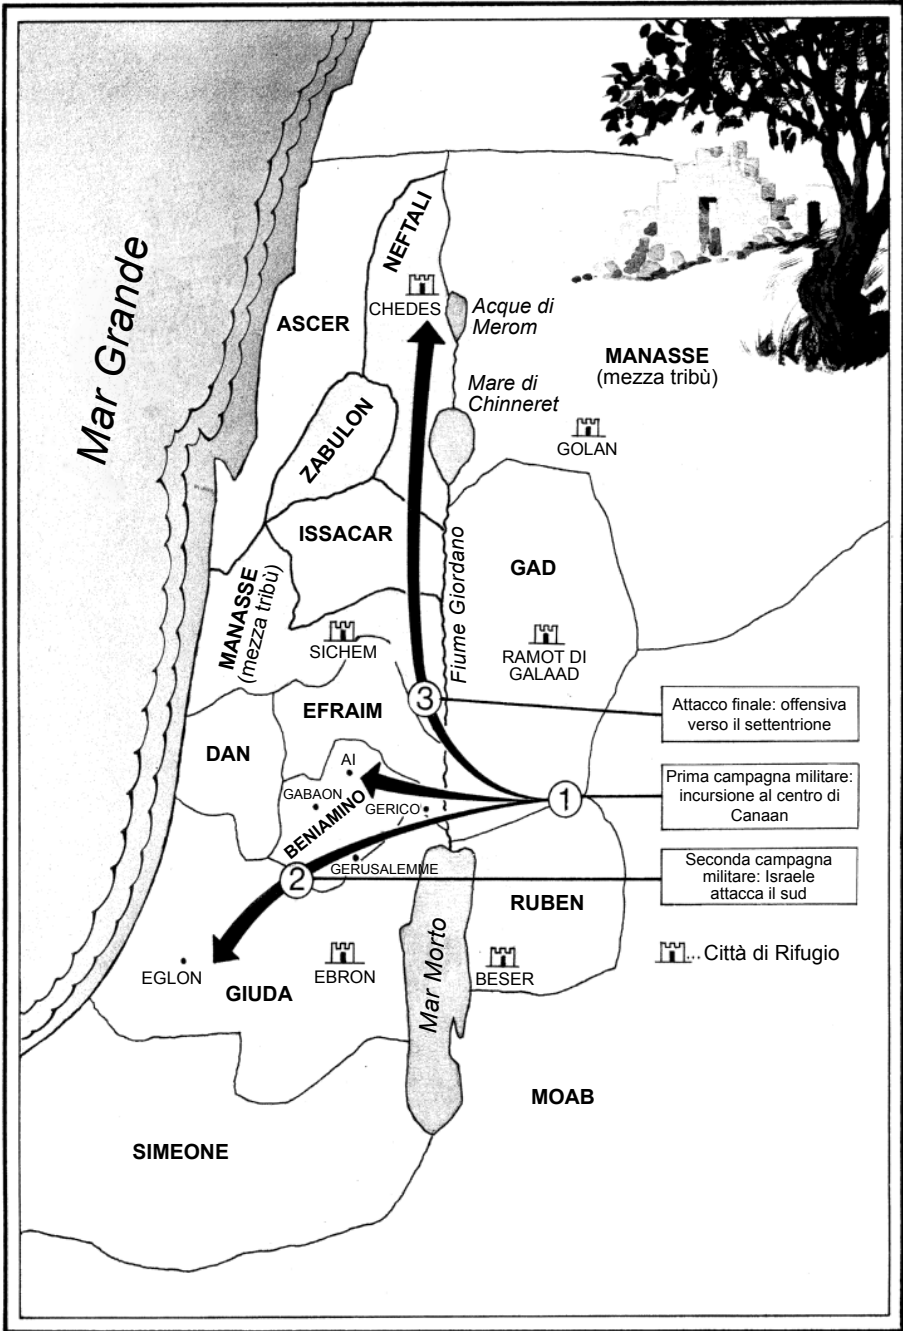 NEFTALI
CHEDES
ASCER
Acque di
Merom
Mar Grande
MANASSE
(mezza tribù)
Mare di
Chinneret
ZABULON
GOLAN
ISSACAR
GAD
MANASSE
(mezza tribù)
Fiume Giordano
SICHEM
RAMOT DI
GALAAD
3
Attacco finale: offensiva
verso il settentrione
EFRAIM
DAN
AI
GABAON
BENIAMINO
GERICO
1
Prima campagna militare:
incursione al centro di
Canaan
GERUSALEMME
2
Seconda campagna
militare: Israele
attacca il sud
RUBEN
Mar Morto
...Città di Rifugio
EGLON
EBRON
BESER
GIUDA
MOAB
SIMEONE